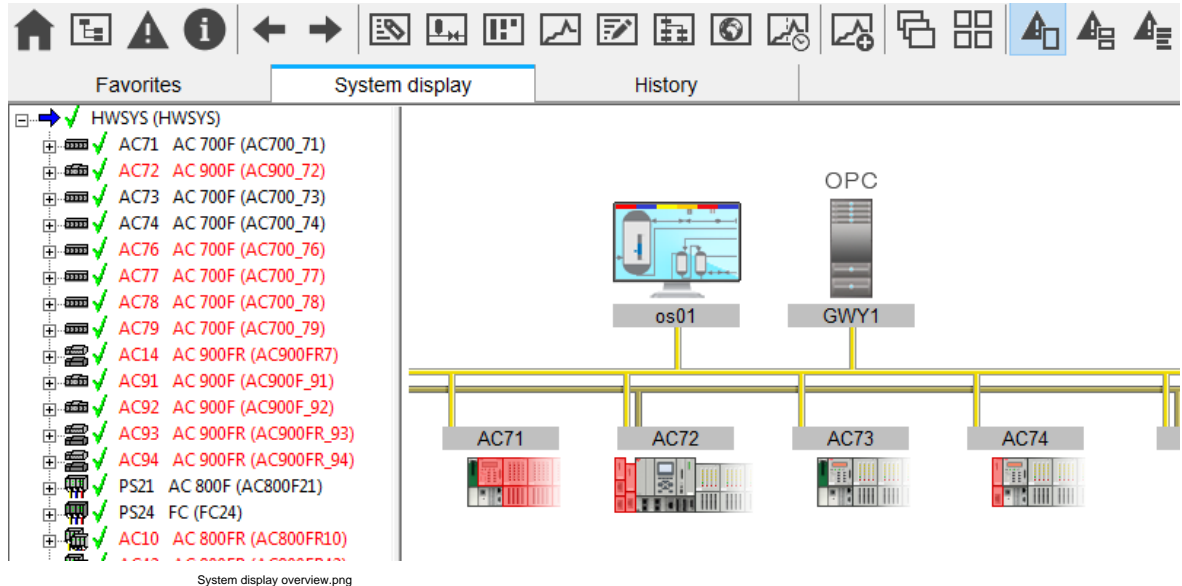 Favorites
System display
History
HWSYS (HWSYS)
AC71 AC 700F (AC700_71)
AC72 AC 900F (AC900_72)
AC73 AC 700F (AC700_73)
AC74 AC 700F (AC700_74)
AC76 AC 700F (AC700_76)
AC77 AC 700F (AC700_77)
AC78 AC 700F (AC700_78)
AC79 AC 700F (AC700_79)
AC14 AC 900FR (AC900FR7)
AC91 AC 900F (AC900F_91)
AC92 AC 900F (AC900F_92)
AC93 AC 900FR (AC900FR_93)
AC94 AC 900FR (AC900FR_94)
PS21 AC 800F (AC800F21)
PS24 FC (FC24)
AC10 AC 800FR (AC800FR10)
OPC
os01
GWY1
AC71
AC72
AC73
AC74
System display overview.png